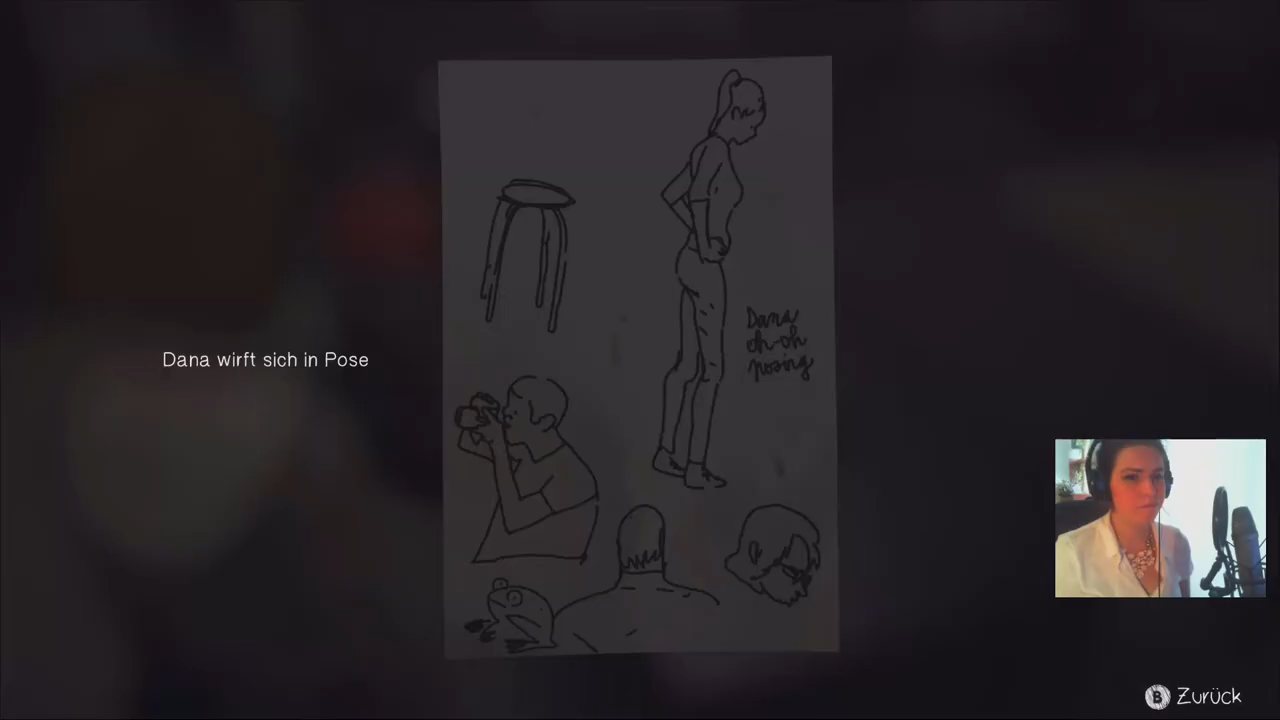 Dana wirft sich in Pose
Dana
oh-oh
posing
B Zurück